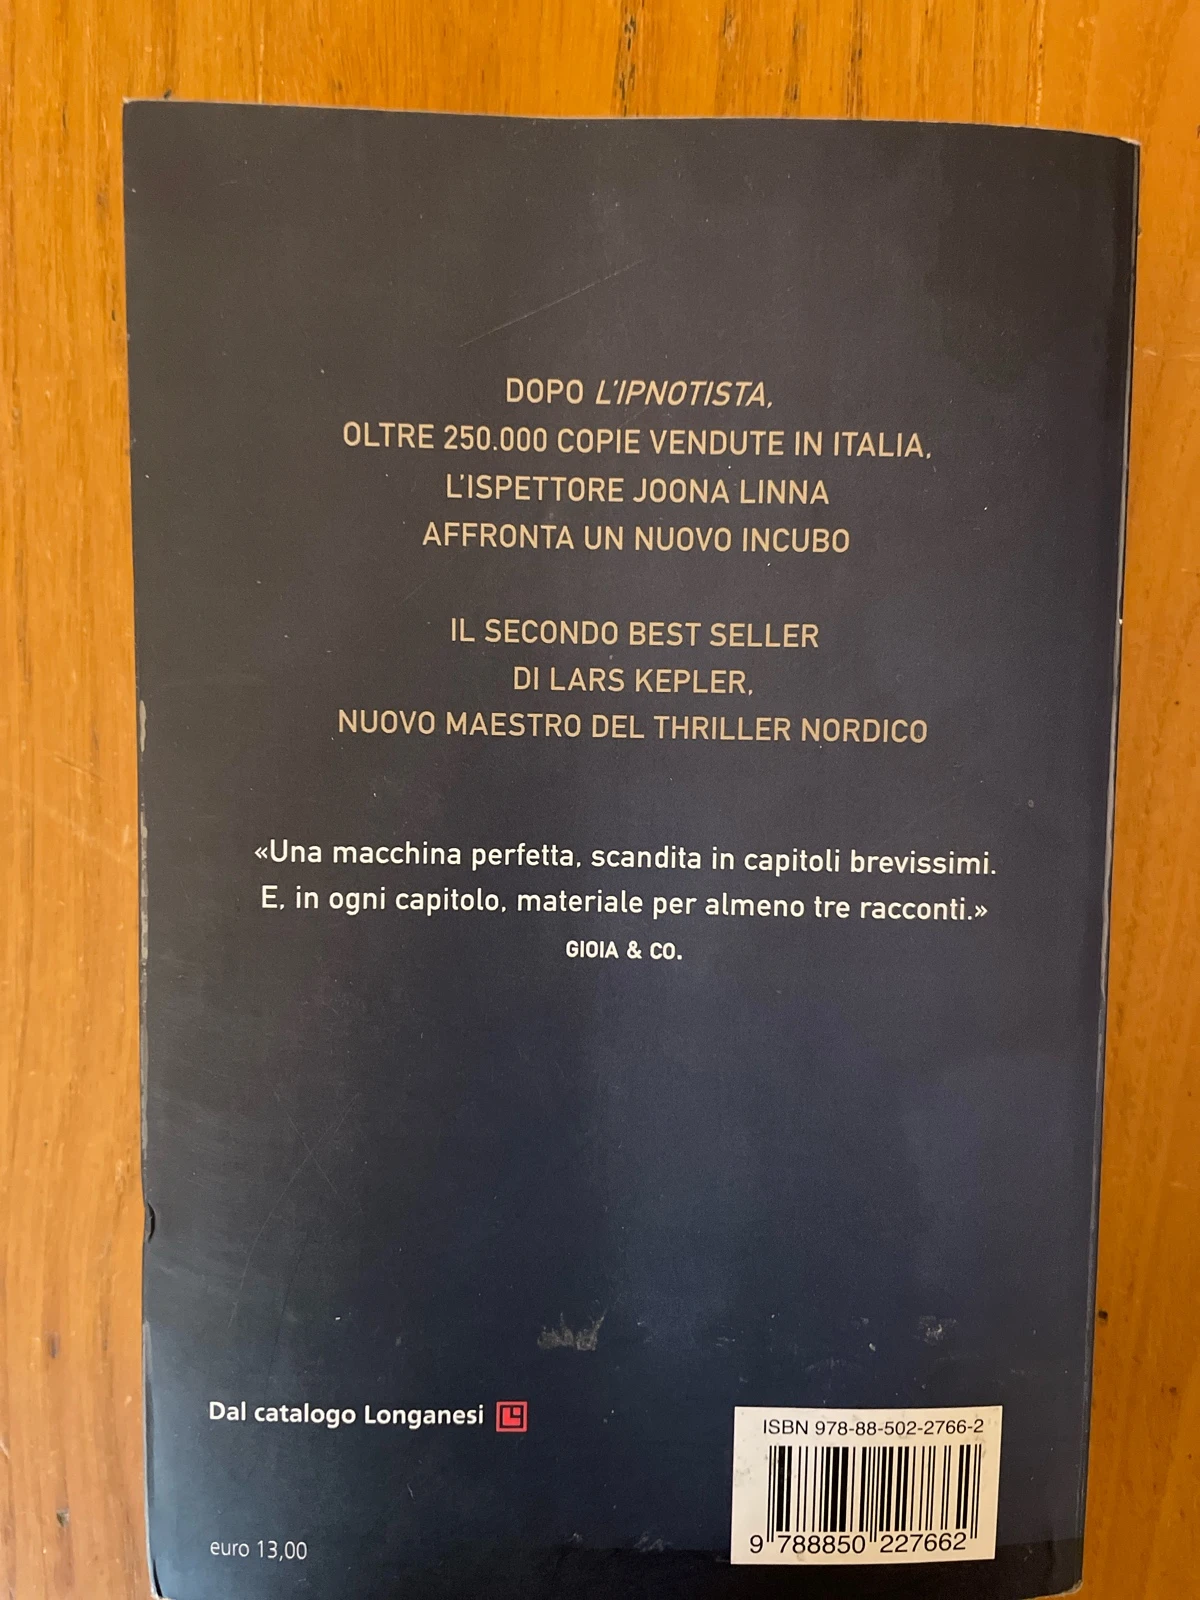 DOPO L'IPNOTISTA,
OLTRE 250.000 COPIE VENDUTE IN ITALIA,
L'ISPETTORE JOONA LINNA
AFFRONTA UN NUOVO INCUBO
IL SECONDO BEST SELLER
DI LARS KEPLER,
NUOVO MAESTRO DEL THRILLER NORDICO
«Una macchina perfetta, scandita in capitoli brevissimi.
E, in ogni capitolo, materiale per almeno tre racconti.»
GIOIA & CO.
Dal catalogo Longanesi
ISBN 978-88-502-2766-2
9 788850 227662
euro 13,00